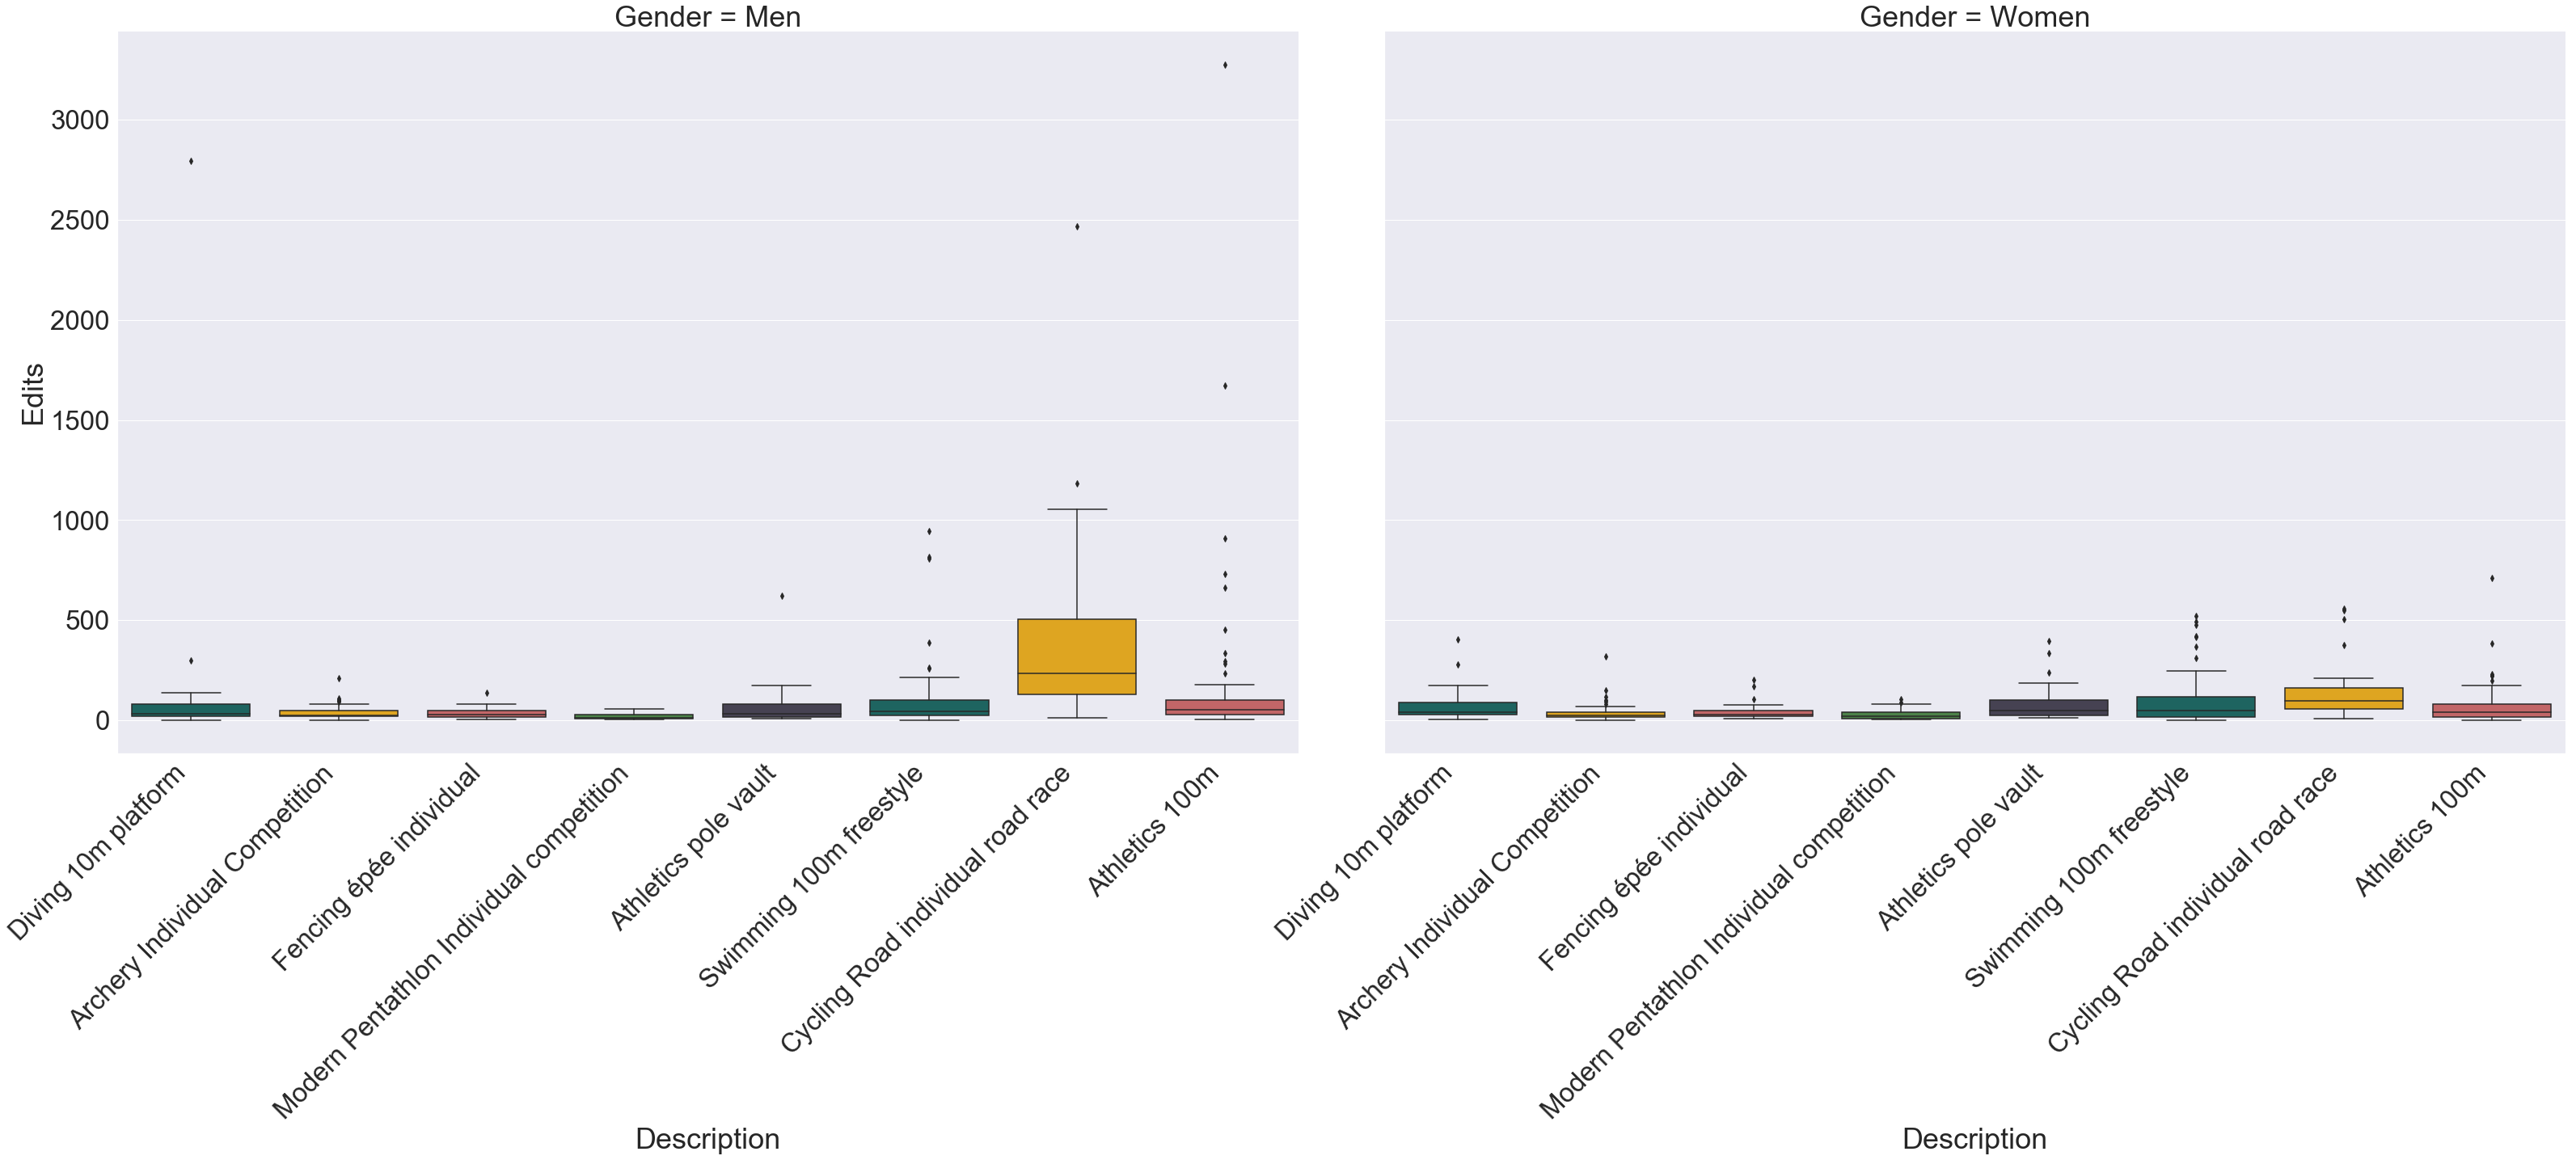 Gender = Men
Gender = Women
Edits
3000
2500
2000
1500
1000
500
0
Diving 10m platform
Archery Individual Competition
Fencing épée individual
Modern Pentathlon Individual competition
Athletics pole vault
Swimming 100m freestyle
Cycling Road individual road race
Athletics 100m
Diving 10m platform
Archery Individual Competition
Fencing épée individual
Modern Pentathlon Individual competition
Athletics pole vault
Swimming 100m freestyle
Cycling Road individual road race
Athletics 100m
Description
Description